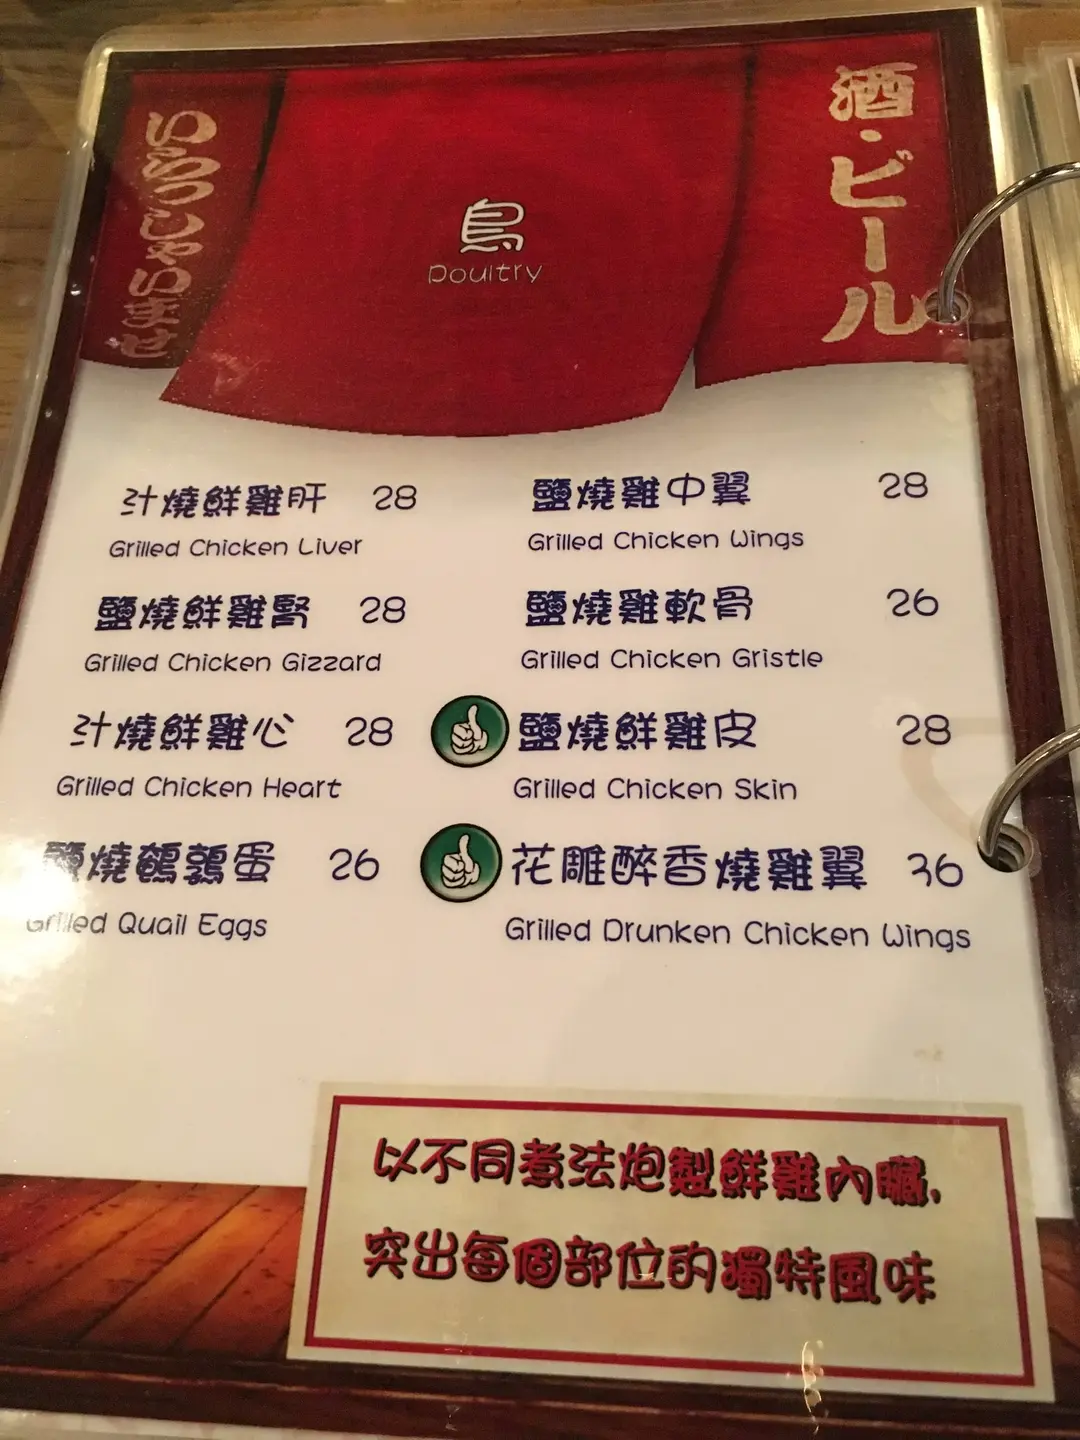 いらっしゃいませ
酒・ビール
鳥
Poultry
汁燒鮮雞肝 28
Grilled Chicken Liver
鹽燒鮮雞腎 28
Grilled Chicken Gizzard
汁燒鮮雞心 28
Grilled Chicken Heart
鹽燒鵪鶉蛋 26
Grilled Quail Eggs
鹽燒雞中翼 28
Grilled Chicken Wings
鹽燒雞軟骨 26
Grilled Chicken Gristle
鹽燒鮮雞皮 28
Grilled Chicken Skin
花雕醉香燒雞翼 36
Grilled Drunken Chicken Wings
以不同煮法炮製鮮雞內臟,
突出每個部位的獨特風味